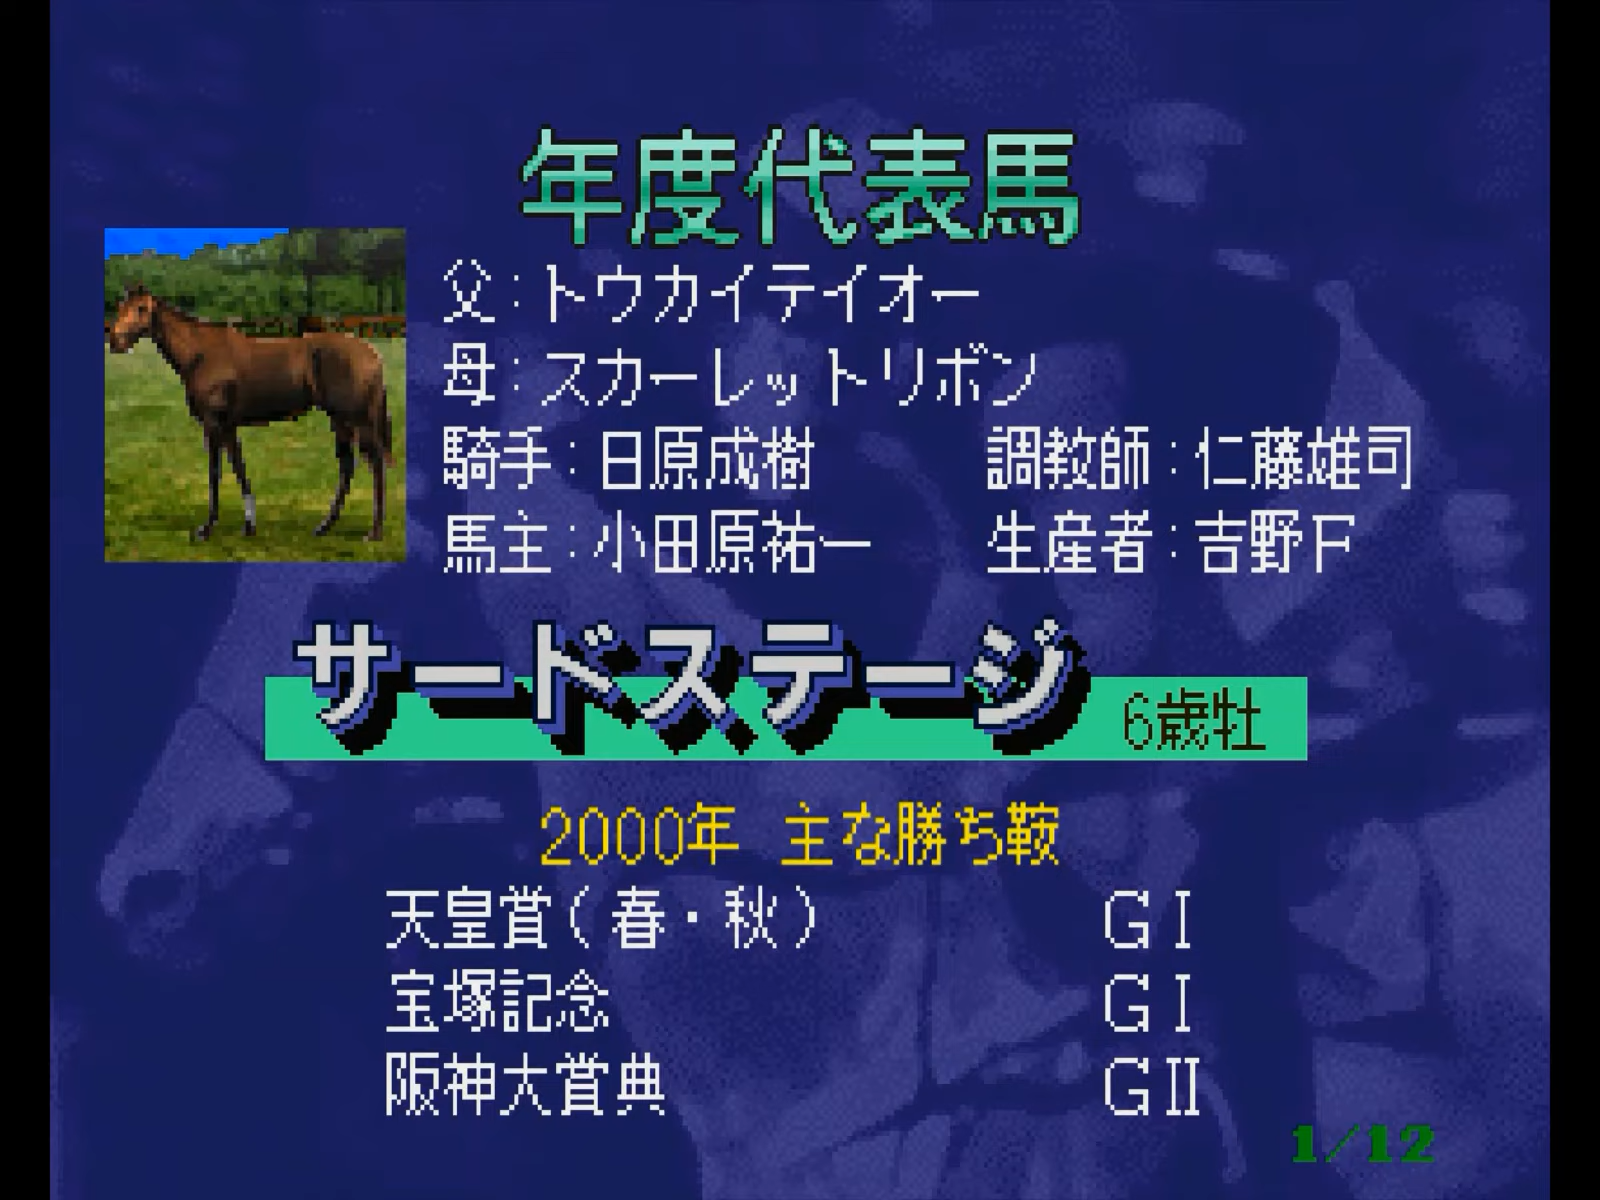 年度代表馬
父：トウカイテイオー
母：スカーレットリボン
騎手：日原成樹　調教師：仁藤雄司
馬主：小田原祐一　生産者：吉野Ｆ
サードステージ　6歳牡
2000年　主な勝ち鞍
天皇賞（春・秋）　ＧⅠ
宝塚記念　ＧⅠ
阪神大賞典　ＧⅡ
1/12